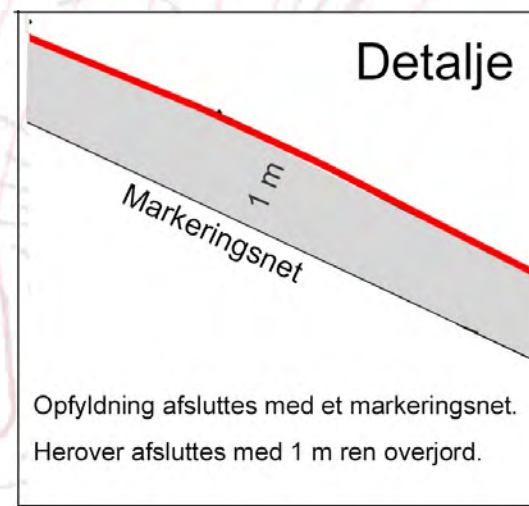 Detalje
1 m
Markeringsnet
Opfyldning afsluttes med et markeringsnet.
Herover afsluttes med 1 m ren overjord.